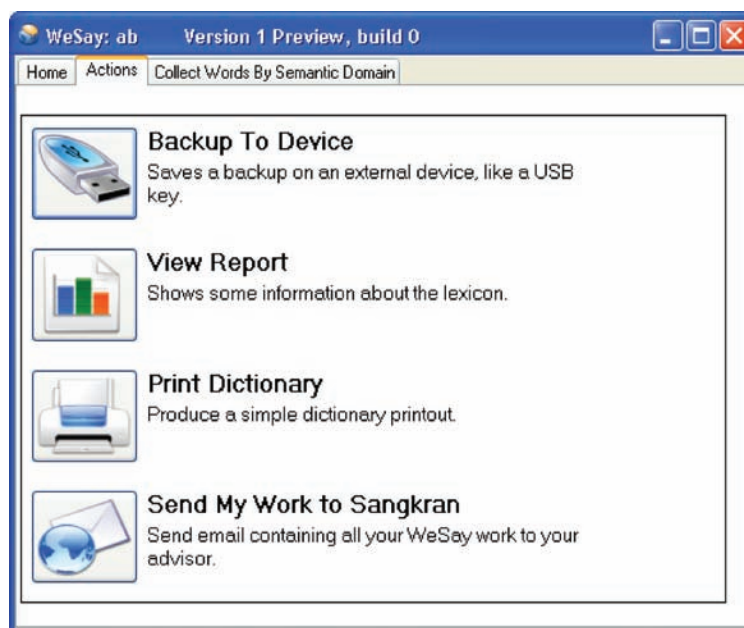 WeSay: ab Version 1 Preview, build 0
Home Actions Collect Words By Semantic Domain
Backup To Device
Saves a backup on an external device, like a USB
key.
View Report
Shows some information about the lexicon.
Print Dictionary
Produce a simple dictionary printout.
Send My Work to Sangkran
Send email containing all your WeSay work to your
advisor.